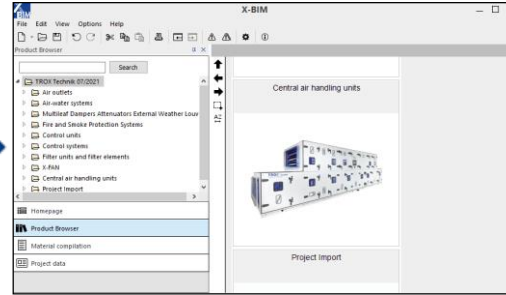 X-BIM
File Edit View Options Help
Product Browser
Search
TROX Technik 07/2021
Air outlets
Air-water systems
Multileaf Dampers Attenuators External Weather Louv
Fire and Smoke Protection Systems
Control units
Control systems
Filter units and filter elements
X-FAN
Central air handling units
Project Import
Homepage
Product Browser
Material compilation
Project data
Central air handling units
Project Import